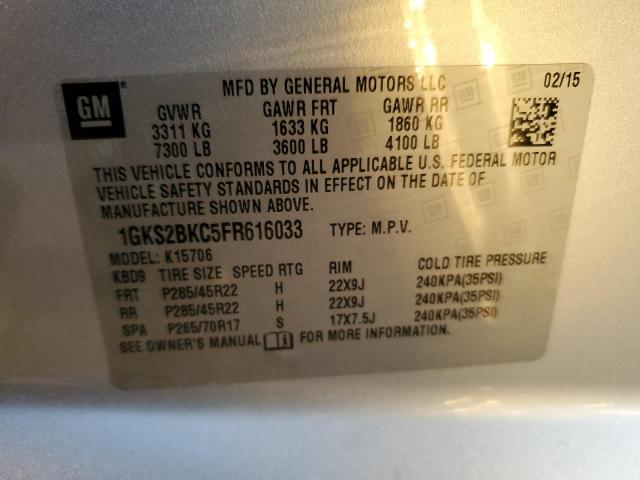 GM ®
MFD BY GENERAL MOTORS LLC 02/15
GVWR GAWR FRT GAWR RR
3311 KG 1633 KG 1860 KG
7300 LB 3600 LB 4100 LB
THIS VEHICLE CONFORMS TO ALL APPLICABLE U.S. FEDERAL MOTOR
VEHICLE SAFETY STANDARDS IN EFFECT ON THE DATE OF
MANUFACTURE SHOWN ABOVE.
1GKS2BKC5FR616033 TYPE: M.P.V.
MODEL: K15706
KBD9 TIRE SIZE SPEED RTG RIM COLD TIRE PRESSURE
FRT P285/45R22 H 22X9J 240KPA(35PSI)
RR P285/45R22 H 22X9J 240KPA(35PSI)
SPA P265/70R17 S 17X7.5J 240KPA(35PSI)
SEE OWNER'S MANUAL FOR MORE INFORMATION.